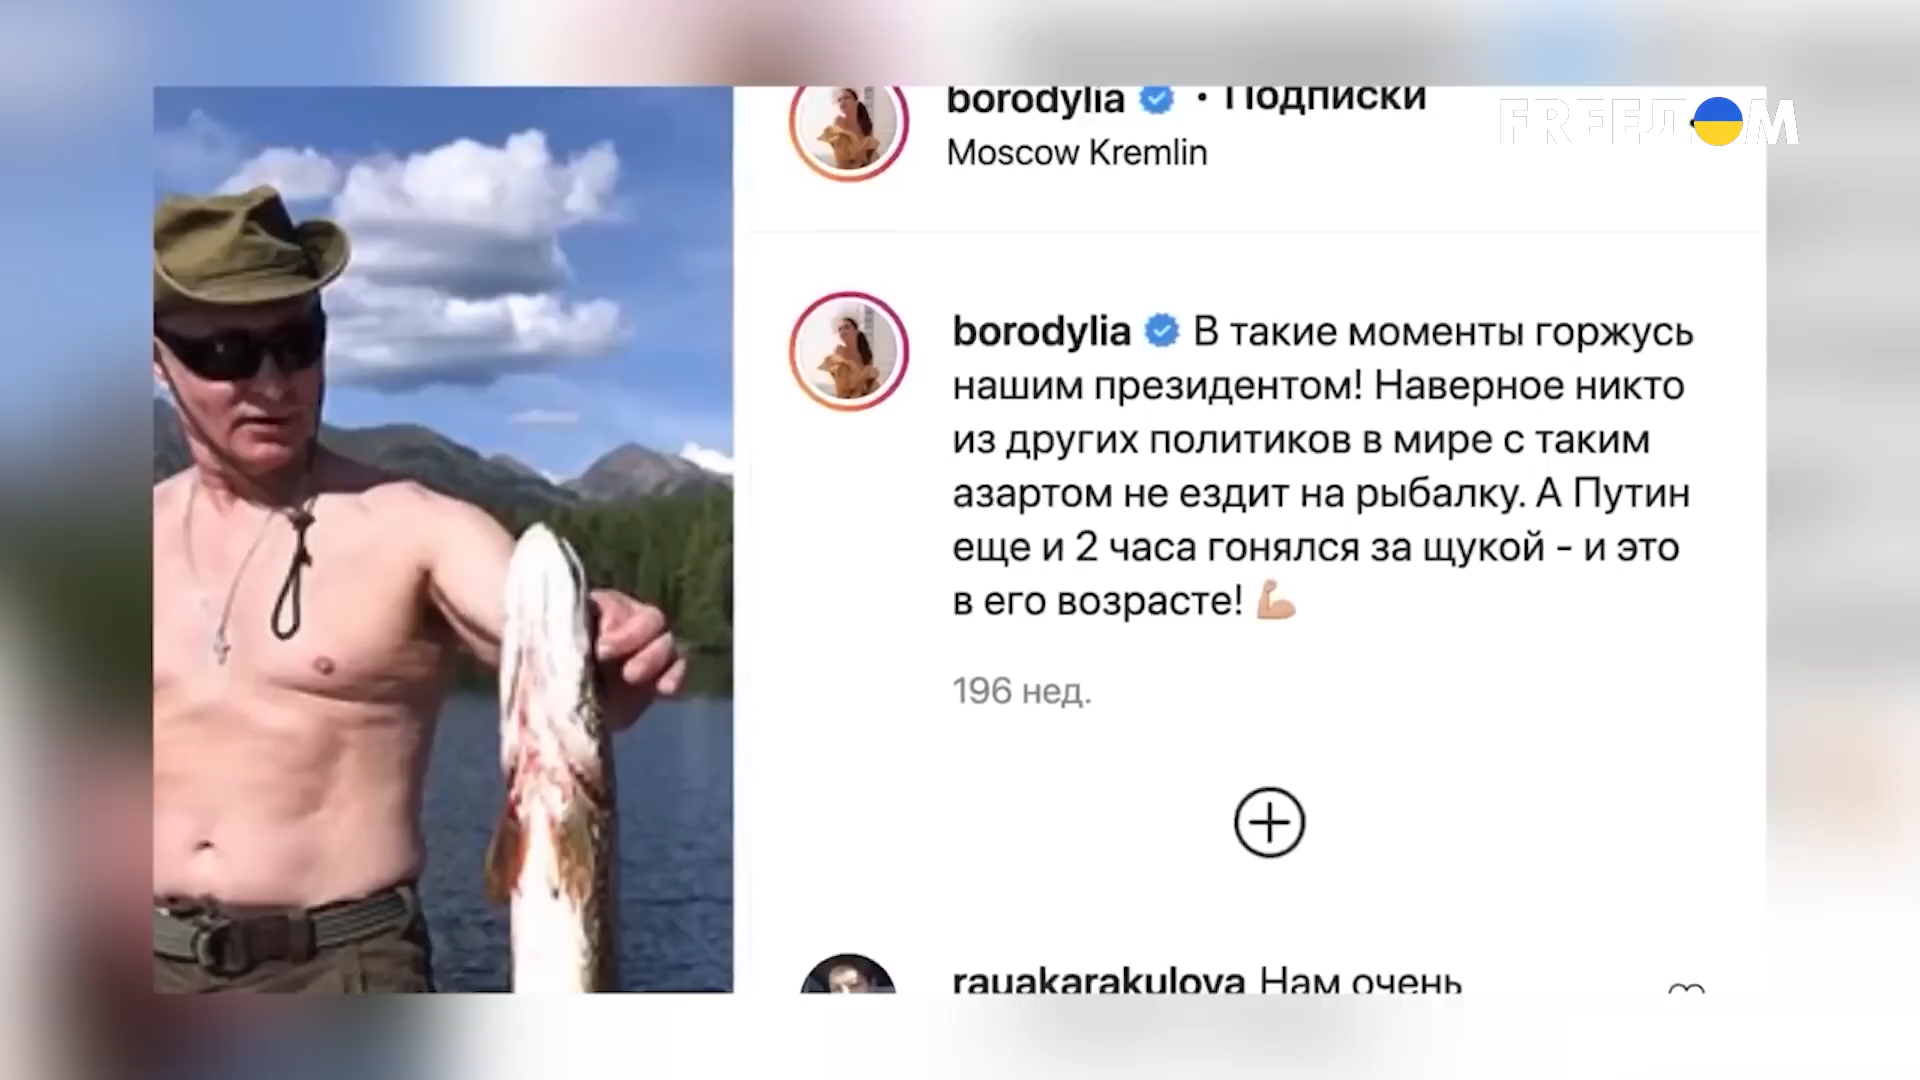 borodylia • Подписки
Moscow Kremlin
FREEДOM
borodylia В такие моменты горжусь
нашим президентом! Наверное никто
из других политиков в мире с таким
азартом не ездит на рыбалку. А Путин
еще и 2 часа гонялся за щукой - и это
в его возрасте!
196 нед.
rayakarakulova Нам очень